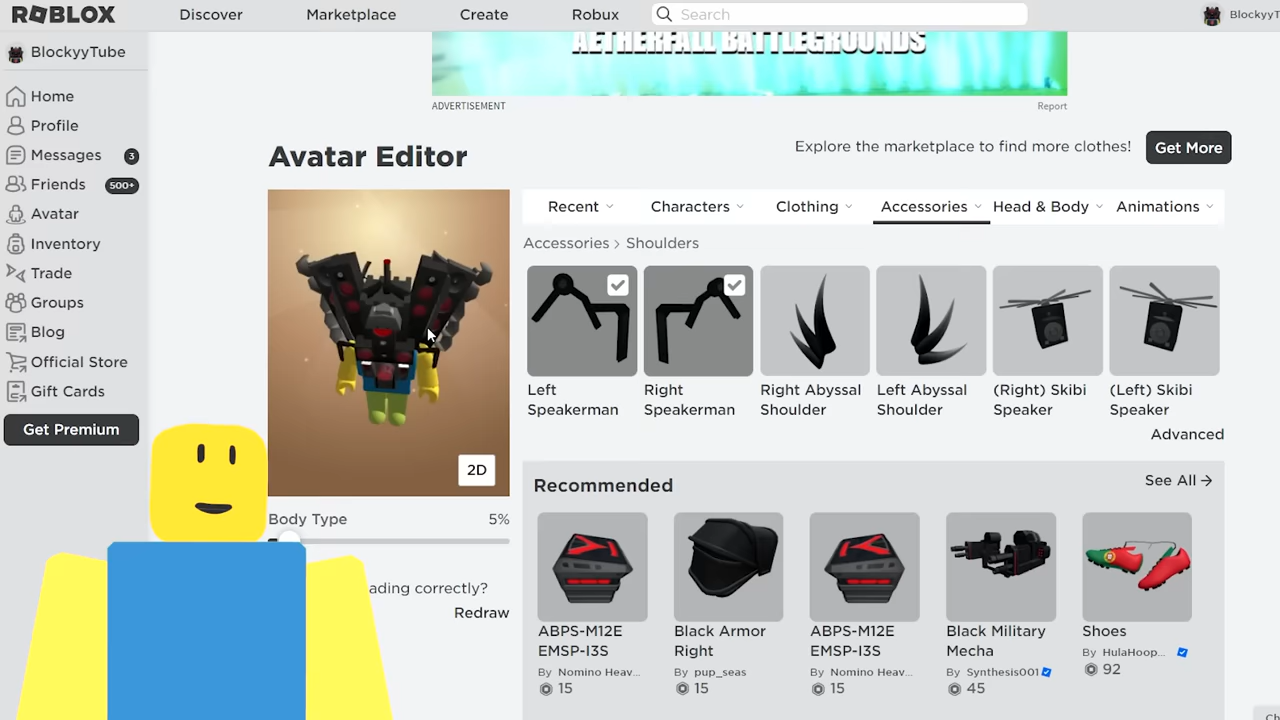 ROBLOX
Discover
Marketplace
Create
Robux
Search
BlockyyT
BlockyyTube
Home
Profile
Messages
3
Friends
500+
Avatar
Inventory
Trade
Groups
Blog
Official Store
Gift Cards
Get Premium
AETHERFALL BATTLEGROUNDS
ADVERTISEMENT
Report
Avatar Editor
Explore the marketplace to find more clothes!
Get More
Recent
Characters
Clothing
Accessories
Head & Body
Animations
Accessories > Shoulders
2D
Body Type
5%
ading correctly?
Redraw
Left
Speakerman
Right
Speakerman
Right Abyssal
Shoulder
Left Abyssal
Shoulder
(Right) Skibi
Speaker
(Left) Skibi
Speaker
Advanced
Recommended
See All →
ABPS-M12E
EMSP-I3S
By Nomino Heav...
15
Black Armor
Right
By pup_seas
15
ABPS-M12E
EMSP-I3S
By Nomino Heav...
15
Black Military
Mecha
By Synthesis001
45
Shoes
By HulaHoop...
92
Ch